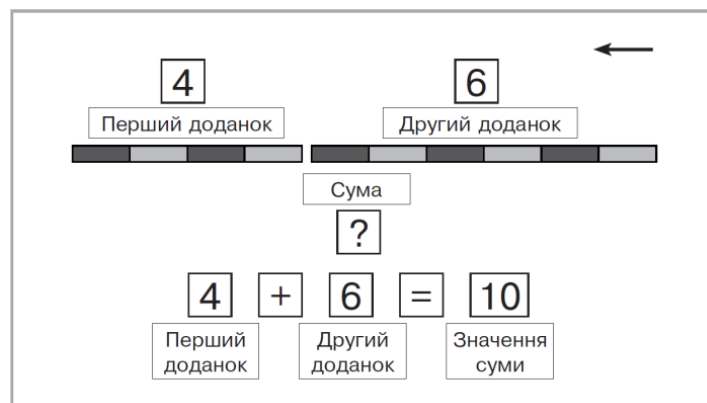 4 6
Перший доданок Другий доданок
Сума
?
4 + 6 = 10
Перший доданок Другий доданок Значення суми